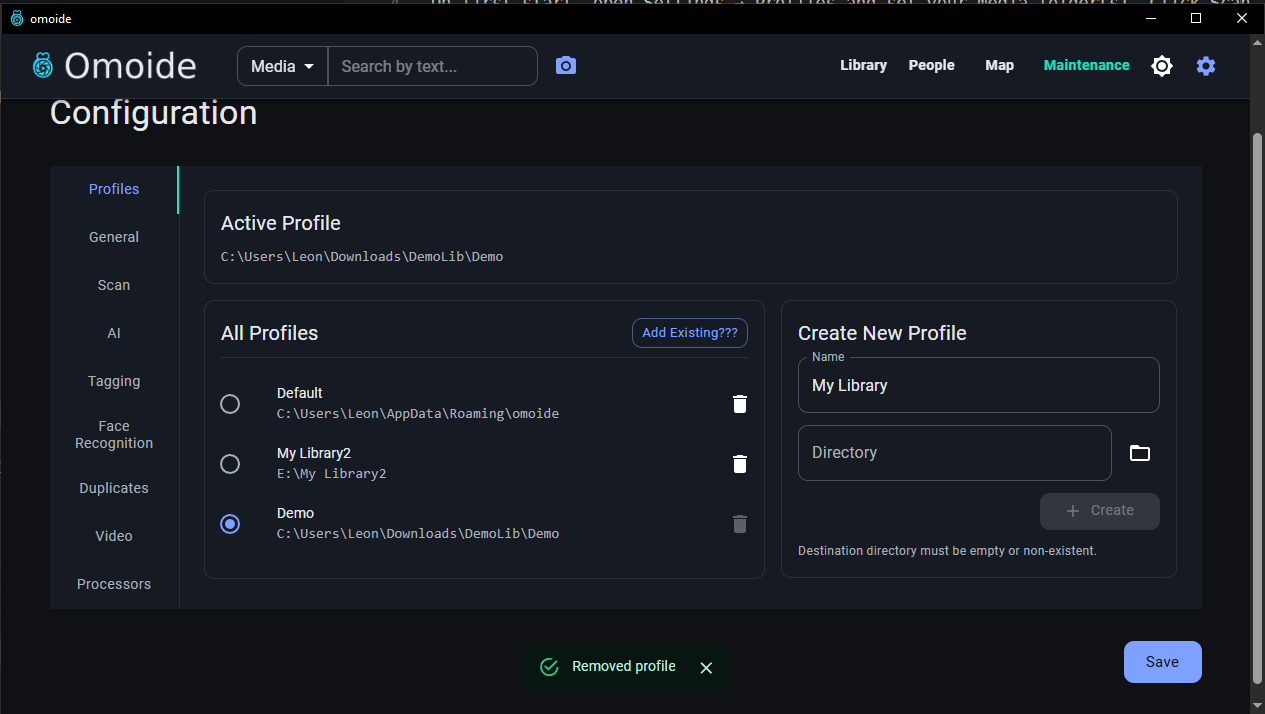 omoide
Omoide
Media
Search by text...
Library
People
Map
Maintenance
Configuration
Profiles
General
Scan
AI
Tagging
Face
Recognition
Duplicates
Video
Processors
Active Profile
C:\Users\Leon\Downloads\DemoLib\Demo
All Profiles
Add Existing???
Default
C:\Users\Leon\AppData\Roaming\omoide
My Library2
E:\My Library2
Demo
C:\Users\Leon\Downloads\DemoLib\Demo
Create New Profile
Name
My Library
Directory
+ Create
Destination directory must be empty or non-existent.
Removed profile
Save